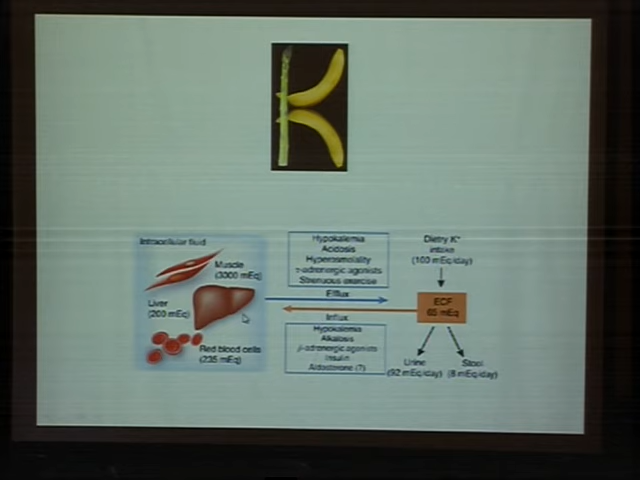 Intracellular fluid
Muscle
(3000 mEq)
Liver
(200 mEq)
Red blood cells
(235 mEq)
Hypokalemia
Acidosis
Hyperosmolality
α-adrenergic agonists
Strenuous exercise
Efflux
Influx
Hypokalemia
Alkalosis
β-adrenergic agonists
Insulin
Aldosterone (?)
Dietry K+
intake
(100 mEq/day)
ECF
65 mEq
Urine
(92 mEq/day)
Stool
(8 mEq/day)